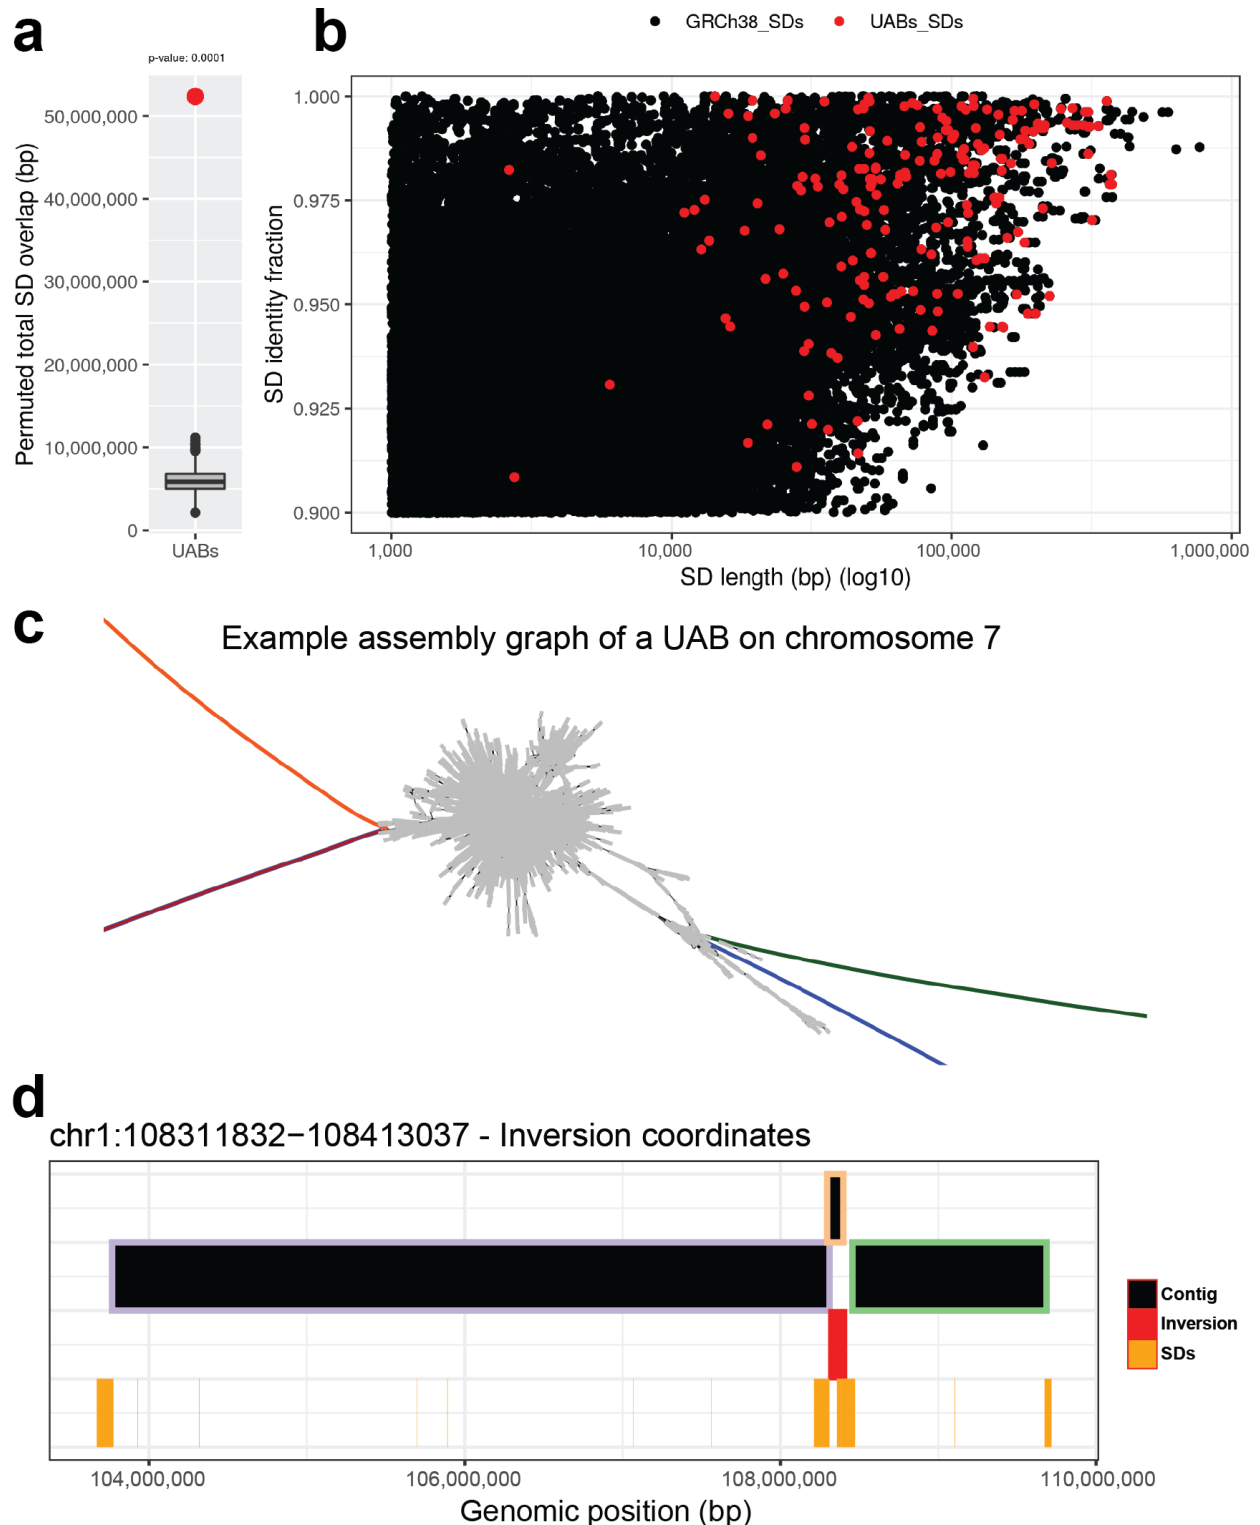 a
p-value: 0.0001
50,000,000
40,000,000
30,000,000
20,000,000
10,000,000
0
Permuted total SD overlap (bp)
UABs
b
GRCh38_SDs
UABs_SDs
1.000
0.975
0.950
0.925
0.900
SD identity fraction
1,000
10,000
100,000
1,000,000
SD length (bp) (log10)
c
Example assembly graph of a UAB on chromosome 7
d
chr1:108311832−108413037 - Inversion coordinates
Contig
Inversion
SDs
104,000,000
106,000,000
108,000,000
110,000,000
Genomic position (bp)